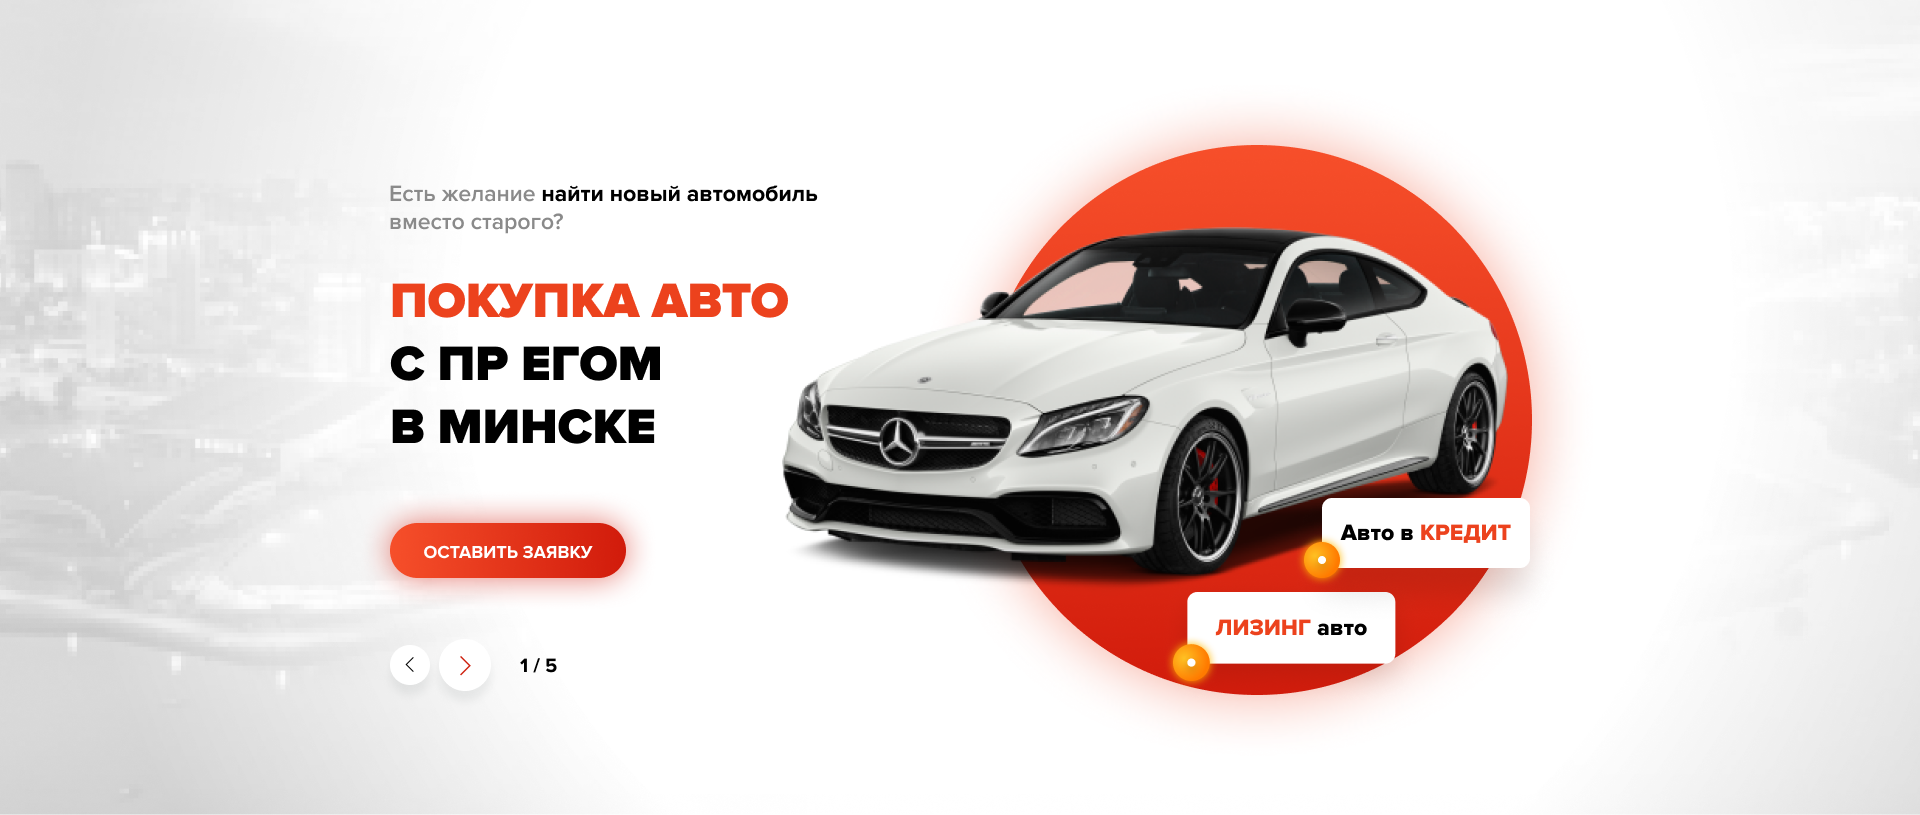 Есть желание найти новый автомобиль
вместо старого?
ПОКУПКА АВТО
С ПР ЕГОМ
В МИНСКЕ
ОСТАВИТЬ ЗАЯВКУ
1 / 5
Авто в КРЕДИТ
ЛИЗИНГ авто